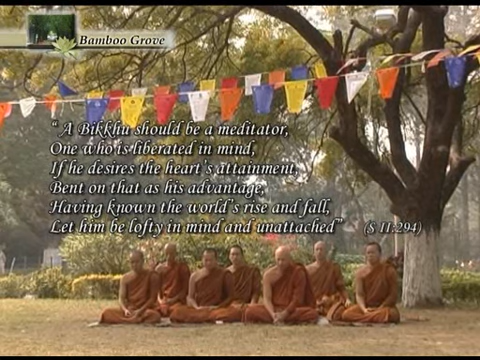 Bamboo Grove
“ A Bikkhu should be a meditator,
One who is liberated in mind,
If he desires the heart's attainment,
Bent on that as his advantage,
Having known the world's rise and fall,
Let him be lofty in mind and unattached” (§ 11:294)